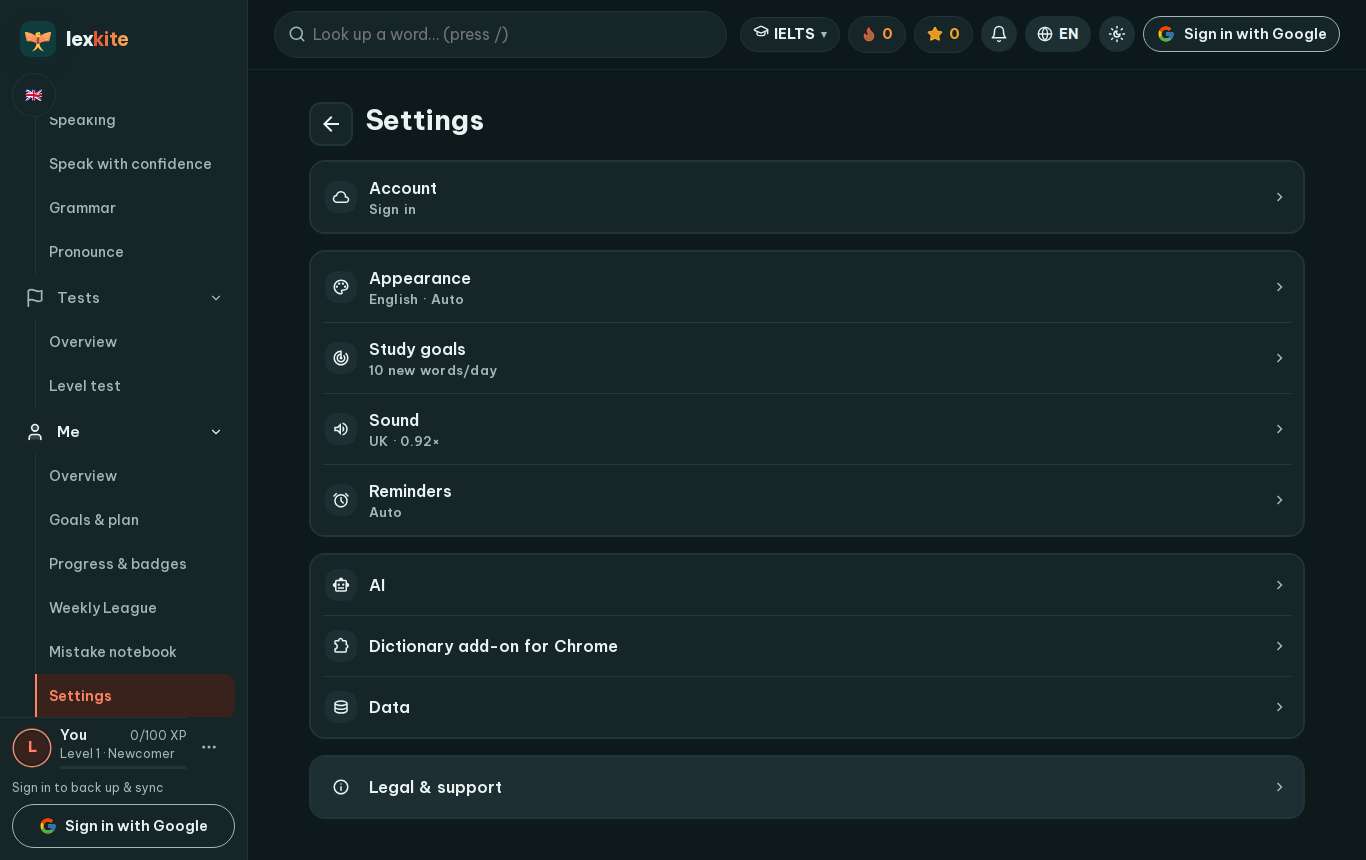 lexkite
Look up a word... (press /)
IELTS ▾
0
0
EN
Sign in with Google
Speaking
Speak with confidence
Grammar
Pronounce
Tests
Overview
Level test
Me
Overview
Goals & plan
Progress & badges
Weekly League
Mistake notebook
Settings
L
You
0/100 XP
Level 1 · Newcomer
Sign in to back up & sync
Sign in with Google
Settings
Account
Sign in
Appearance
English · Auto
Study goals
10 new words/day
Sound
UK · 0.92×
Reminders
Auto
AI
Dictionary add-on for Chrome
Data
Legal & support